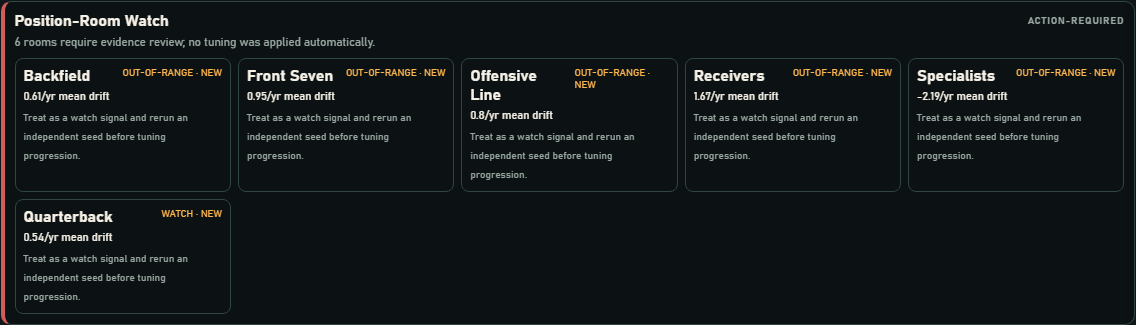 Position-Room Watch
ACTION-REQUIRED
6 rooms require evidence review; no tuning was applied automatically.
Backfield
OUT-OF-RANGE · NEW
0.61/yr mean drift
Treat as a watch signal and rerun an
independent seed before tuning
progression.
Front Seven
OUT-OF-RANGE · NEW
0.95/yr mean drift
Treat as a watch signal and rerun an
independent seed before tuning
progression.
Offensive
Line
OUT-OF-RANGE ·
NEW
0.8/yr mean drift
Treat as a watch signal and rerun an
independent seed before tuning
progression.
Receivers
OUT-OF-RANGE · NEW
1.67/yr mean drift
Treat as a watch signal and rerun an
independent seed before tuning
progression.
Specialists
OUT-OF-RANGE · NEW
-2.19/yr mean drift
Treat as a watch signal and rerun an
independent seed before tuning
progression.
Quarterback
WATCH · NEW
0.54/yr mean drift
Treat as a watch signal and rerun an
independent seed before tuning
progression.